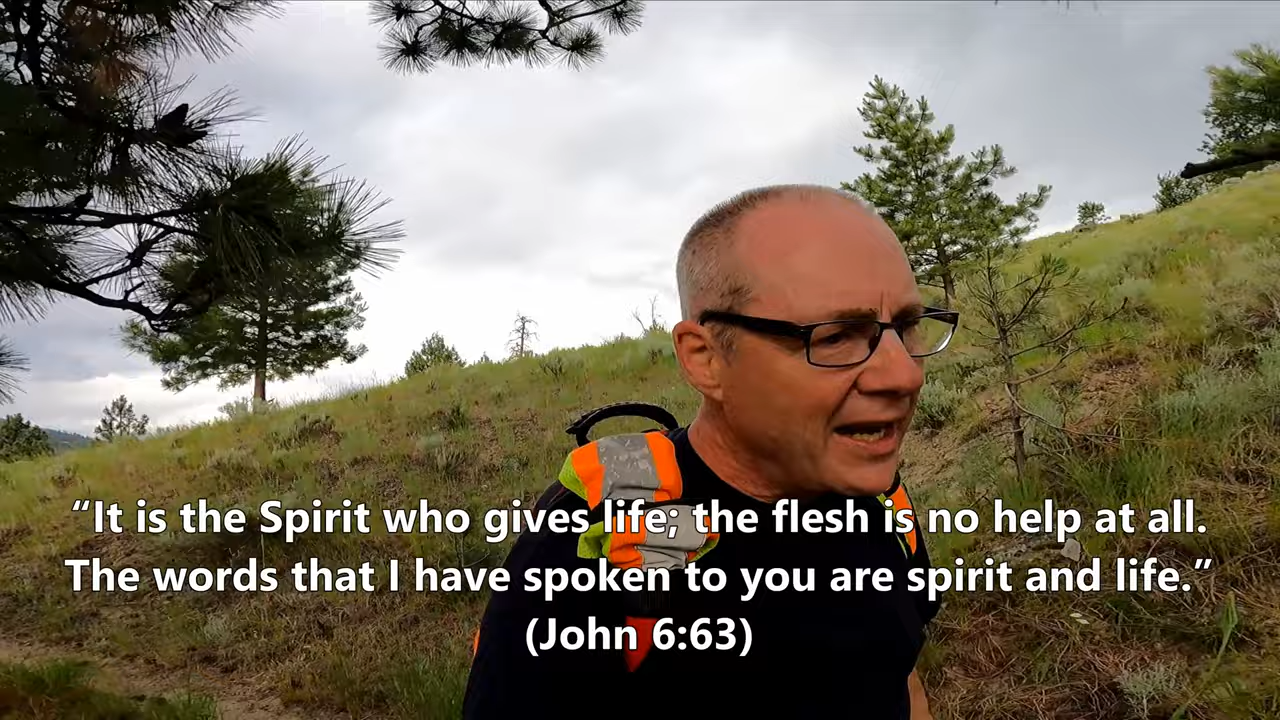 “It is the Spirit who gives life; the flesh is no help at all.
The words that I have spoken to you are spirit and life.”
(John 6:63)